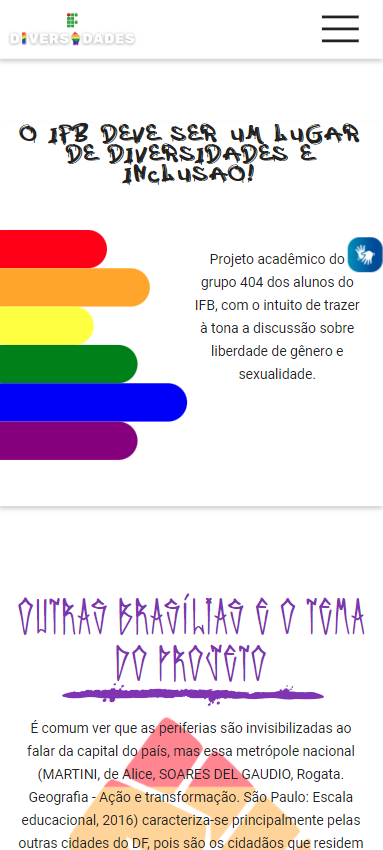 DIVERSIDADES
O IFB DEVE SER UM LUGAR
DE DIVERSIDADES E
INCLUSAO!
Projeto acadêmico do
grupo 404 dos alunos do
IFB, com o intuito de trazer
à tona a discussão sobre
liberdade de gênero e
sexualidade.
OUTRAS BRASÍLIAS E O TEMA
DO PROJETO
É comum ver que as periferias são invisibilizadas ao
falar da capital do país, mas essa metrópole nacional
(MARTINI, de Alice, SOARES DEL GAUDIO, Rogata.
Geografia - Ação e transformação. São Paulo: Escala
educacional, 2016) caracteriza-se principalmente pelas
outras cidades do DF, pois são os cidadãos que residem